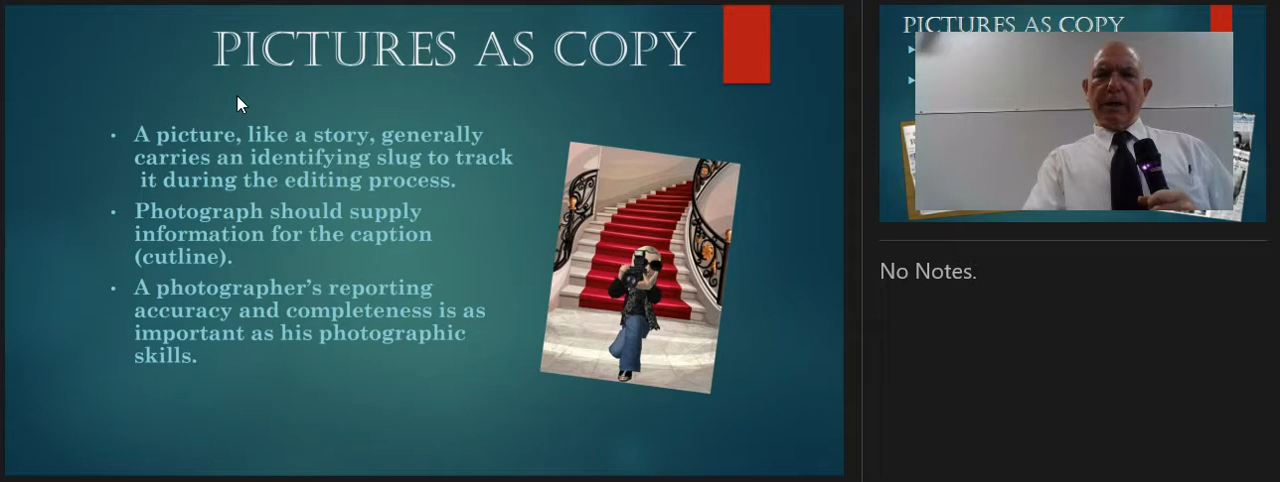 PICTURES AS COPY
• A picture, like a story, generally
carries an identifying slug to track
it during the editing process.
• Photograph should supply
information for the caption
(cutline).
• A photographer’s reporting
accuracy and completeness is as
important as his photographic
skills.
PICTURES AS COPY
No Notes.